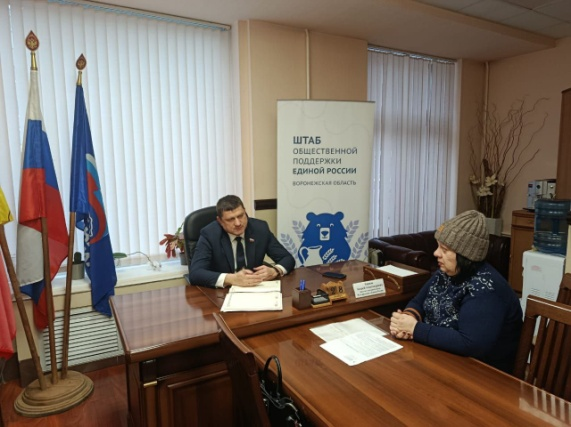 ШТАБ
ОБЩЕСТВЕННОЙ
ПОДДЕРЖКИ
ЕДИНОЙ РОССИИ
ВОРОНЕЖСКАЯ ОБЛАСТЬ